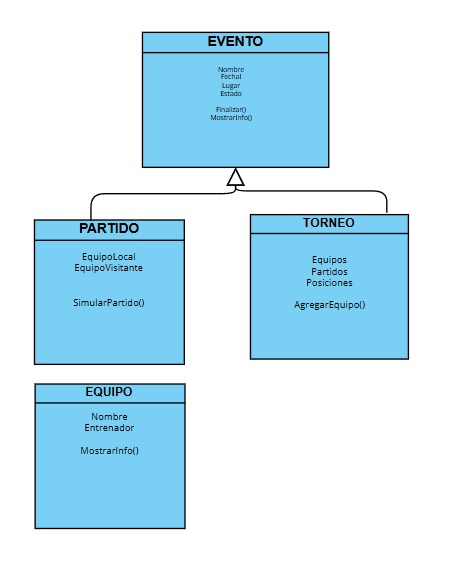 EVENTO
Nombre
Fechal
Lugar
Estado
Finalizar()
MostrarInfo()
PARTIDO
EquipoLocal
EquipoVisitante
SimularPartido()
TORNEO
Equipos
Partidos
Posiciones
AgregarEquipo()
EQUIPO
Nombre
Entrenador
MostrarInfo()